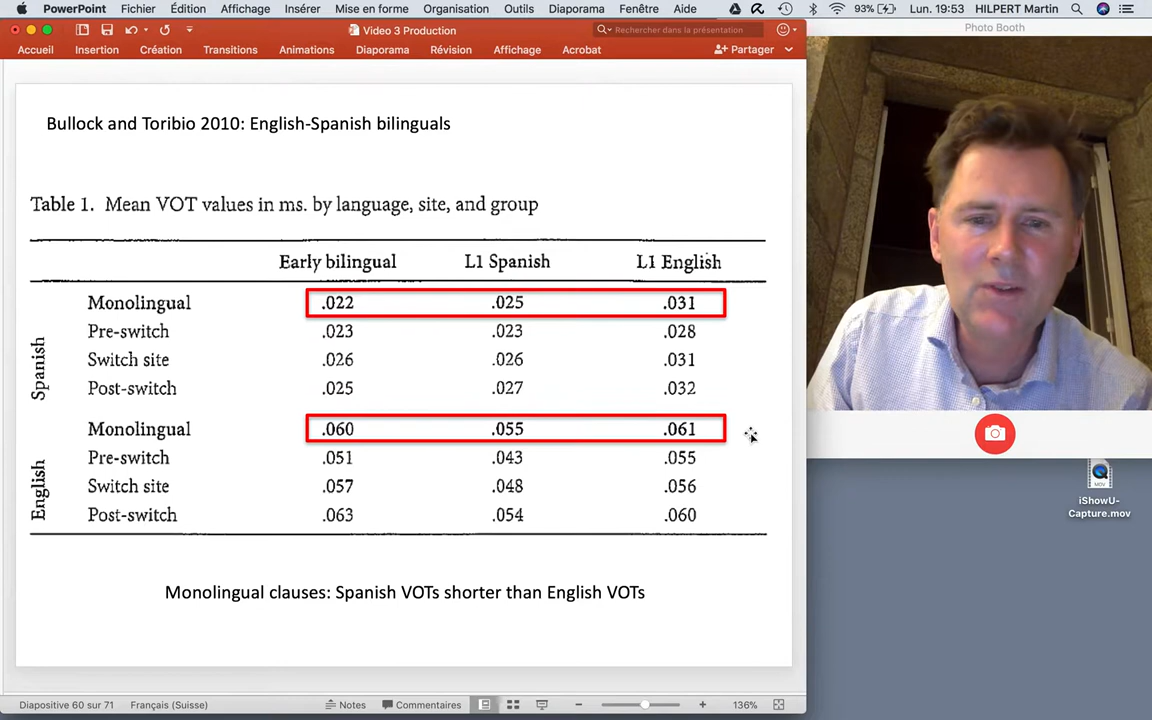 PowerPoint Fichier Édition Affichage Insérer Mise en forme Organisation Outils Diaporama Fenêtre Aide 93% Lun. 19:53 HILPERT Martin
Video 3 Production
Rechercher dans la présentation
Photo Booth
Accueil Insertion Création Transitions Animations Diaporama Révision Affichage Acrobat Partager
Bullock and Toribio 2010: English-Spanish bilinguals
Table 1. Mean VOT values in ms. by language, site, and group
Early bilingual L1 Spanish L1 English
Spanish
Monolingual .022 .025 .031
Pre-switch .023 .023 .028
Switch site .026 .026 .031
Post-switch .025 .027 .032
English
Monolingual .060 .055 .061
Pre-switch .051 .043 .055
Switch site .057 .048 .056
Post-switch .063 .054 .060
Monolingual clauses: Spanish VOTs shorter than English VOTs
MOV
iShowU-
Capture.mov
Diapositive 60 sur 71 Français (Suisse) Notes Commentaires 136%